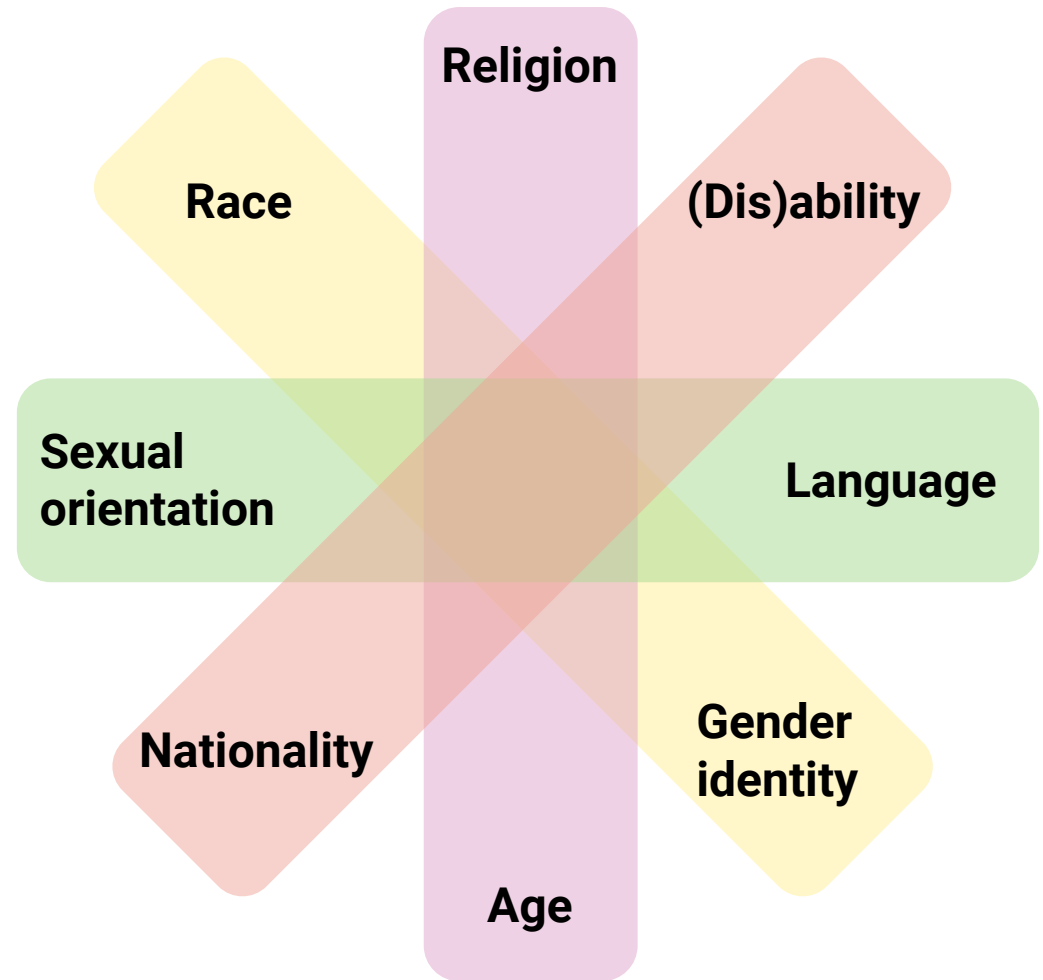 Religion
Race
(Dis)ability
Sexual
orientation
Language
Nationality
Gender
identity
Age